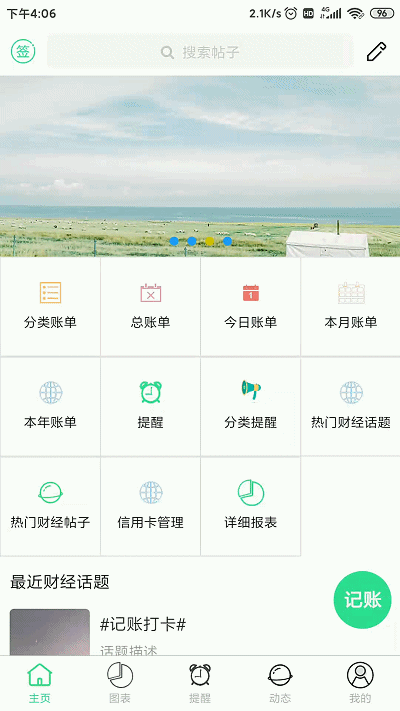 下午4:06
2.1K/s
HD
4G
96
签
搜索帖子
分类账单
总账单
1
今日账单
本月账单
本年账单
提醒
分类提醒
热门财经话题
热门财经帖子
信用卡管理
详细报表
最近财经话题
记账
#记账打卡#
话题描述
主页
图表
提醒
动态
我的